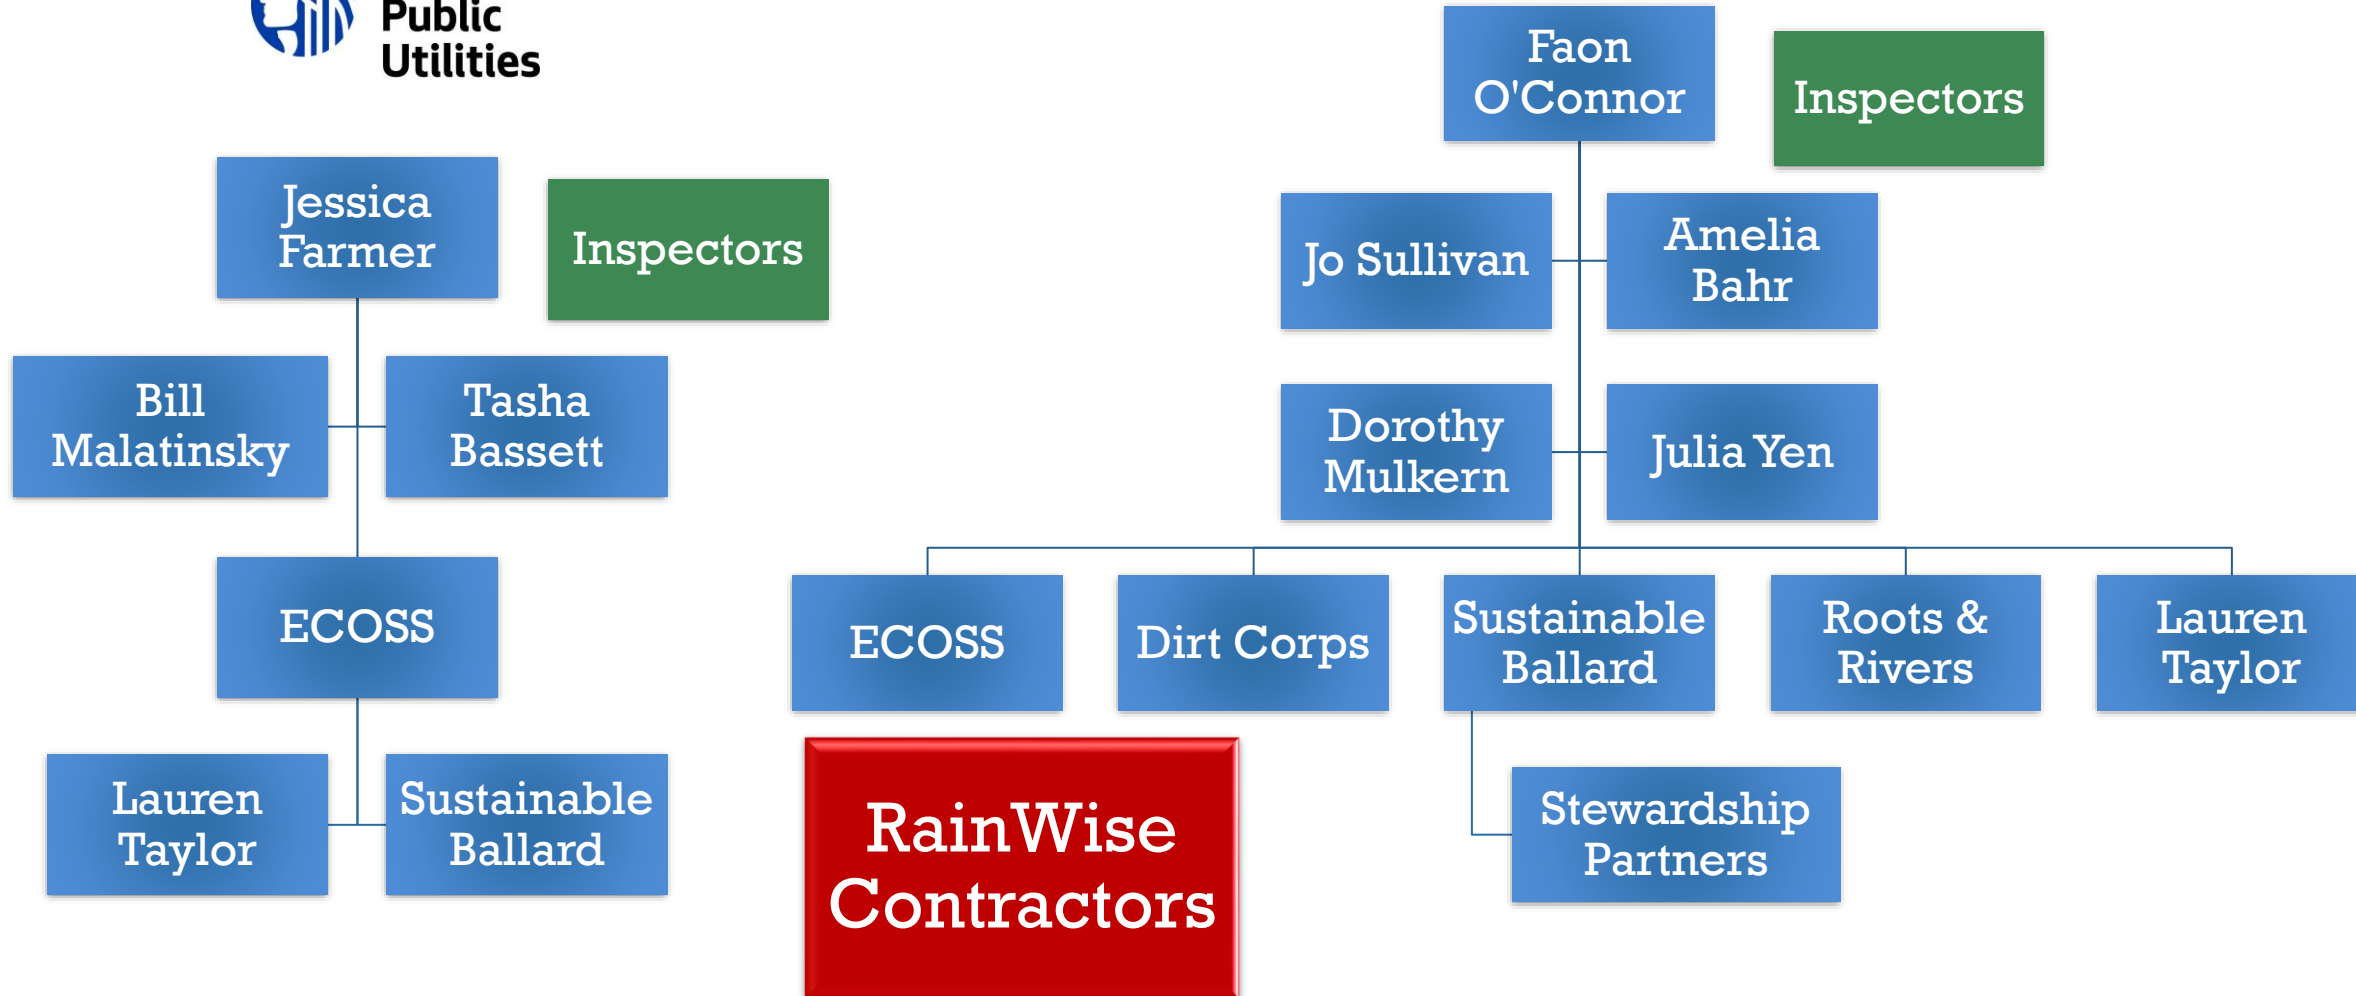 Public
Utilities
Jessica
Farmer
Inspectors
Bill
Malatinsky
Tasha
Bassett
ECOSS
Lauren
Taylor
Sustainable
Ballard
Faon
O'Connor
Inspectors
Jo Sullivan
Amelia
Bahr
Dorothy
Mulkern
Julia Yen
ECOSS
Dirt Corps
Sustainable
Ballard
Roots &
Rivers
Lauren
Taylor
Stewardship
Partners
RainWise
Contractors